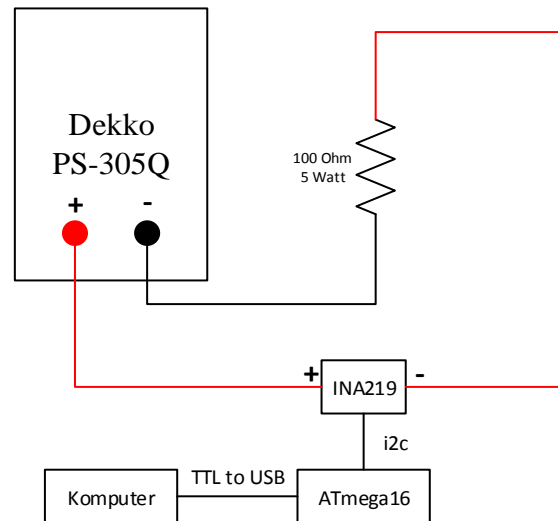 Dekko
PS-305Q
+ -
100 Ohm
5 Watt
+ -
INA219
i2c
TTL to USB
Komputer
ATmega16